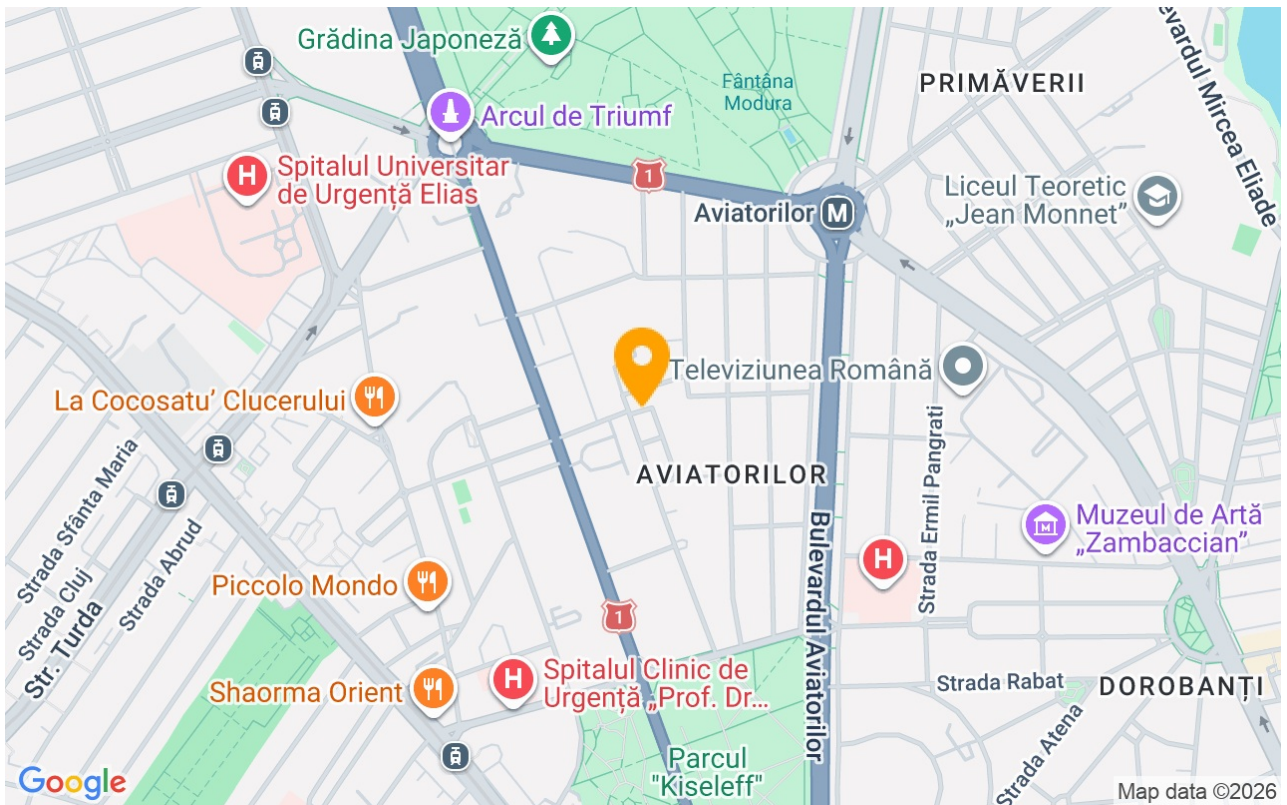 Grădina Japoneză
Fântâna
Modura
PRIMĂVERII
evardul Mircea Eliade
Arcul de Triumf
H
Spitalul Universitar
de Urgență Elias
1
Liceul Teoretic
„Jean Monnet”
Aviatorilor
M
La Cocosatu’ Clucerului
Televiziunea Română
AVIATORILOR
Strada Sfânta Maria
Strada Cluj
Str. Turda
Strada Abrud
Strada Ermil Pangrati
Bulevardul Aviatorilor
H
Muzeul de Artă
„Zambaccian”
M
Piccolo Mondo
1
Shaorma Orient
H
Spitalul Clinic de
Urgență „Prof. Dr...
Strada Rabat
DOROBANȚI
Strada Atena
Parcul
"Kiseleff"
Google
Map data ©2026